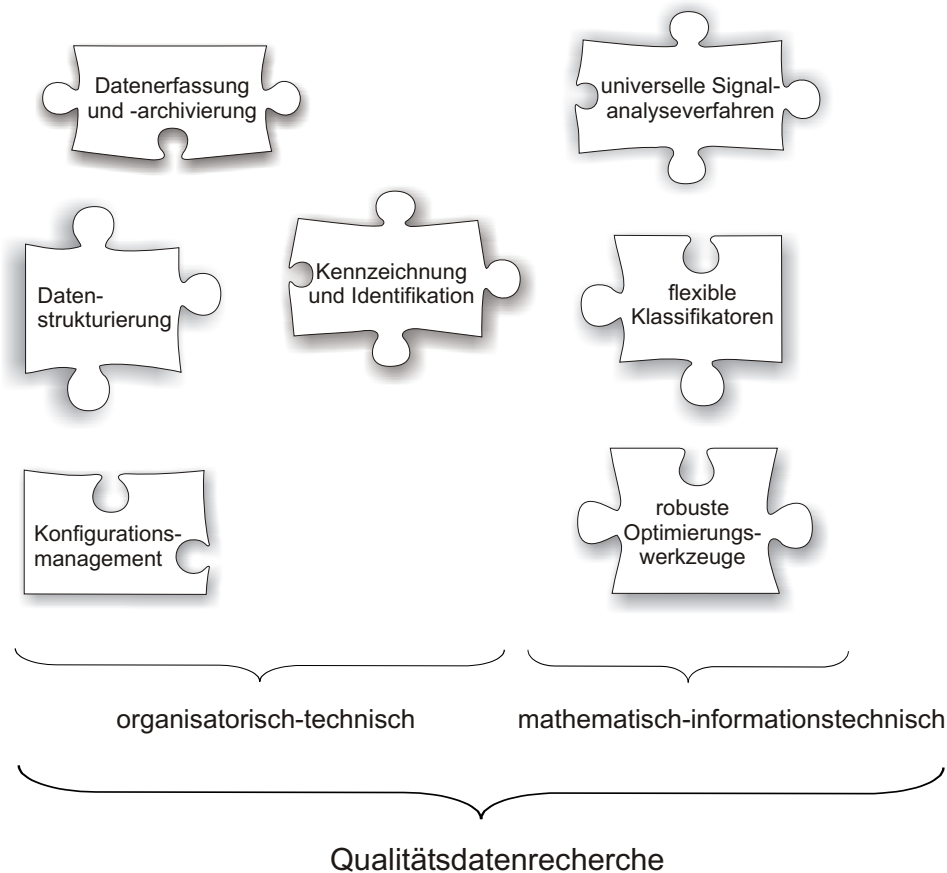 Datenerfassung
und -archivierung
universelle Signal-
analyseverfahren
Daten-
strukturierung
Kennzeichnung
und Identifikation
flexible
Klassifikatoren
Konfigurations-
management
robuste
Optimierungs-
werkzeuge
organisatorisch-technisch
mathematisch-informationstechnisch
Qualitätsdatenrecherche